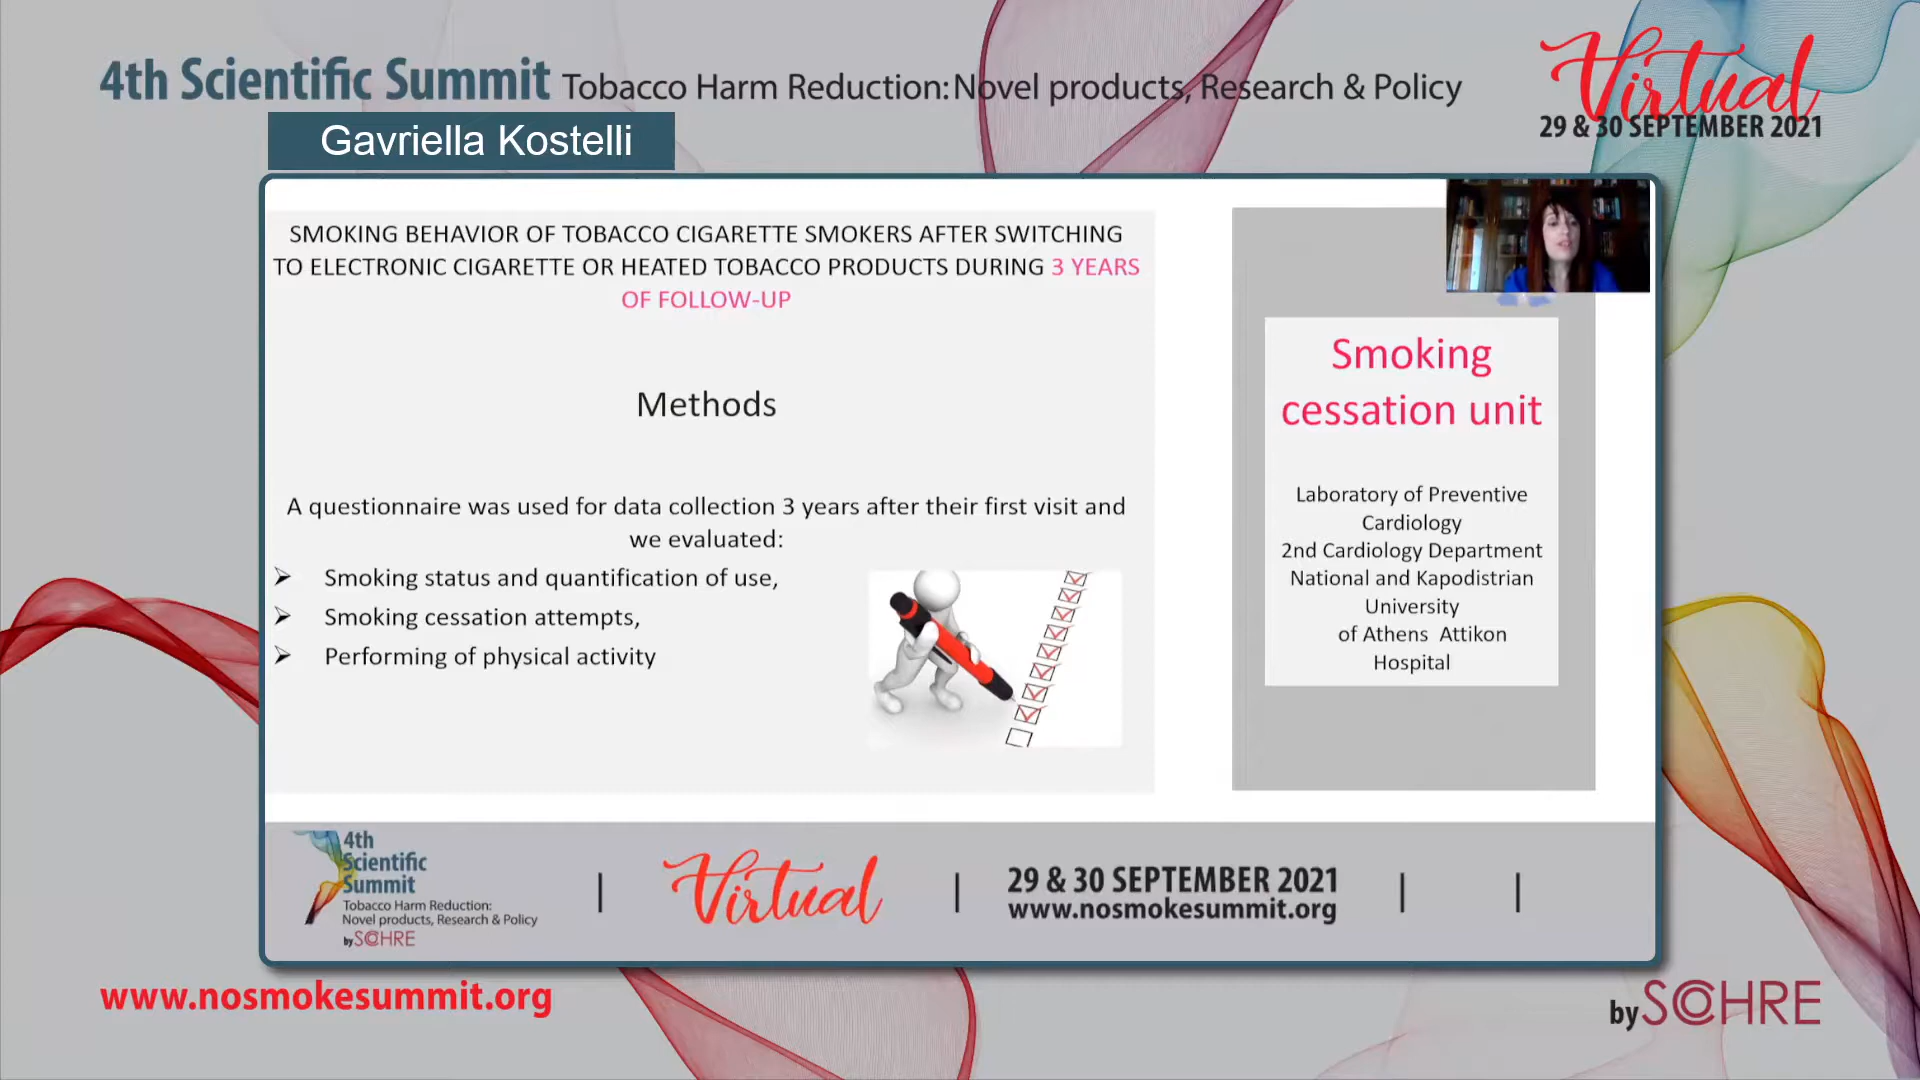 4th Scientific Summit Tobacco Harm Reduction: Novel products, Research & Policy
Virtual
29 & 30 SEPTEMBER 2021
Gavriella Kostelli
SMOKING BEHAVIOR OF TOBACCO CIGARETTE SMOKERS AFTER SWITCHING
TO ELECTRONIC CIGARETTE OR HEATED TOBACCO PRODUCTS DURING 3 YEARS
OF FOLLOW-UP
Methods
A questionnaire was used for data collection 3 years after their first visit and
we evaluated:
Smoking status and quantification of use,
Smoking cessation attempts,
Performing of physical activity
Smoking
cessation unit
Laboratory of Preventive
Cardiology
2nd Cardiology Department
National and Kapodistrian
University
of Athens Attikon
Hospital
4th
Scientific
Summit
Tobacco Harm Reduction:
Novel products, Research & Policy
by SCOHRE
Virtual
29 & 30 SEPTEMBER 2021
www.nosmokesummit.org
www.nosmokesummit.org
by SCOHRE